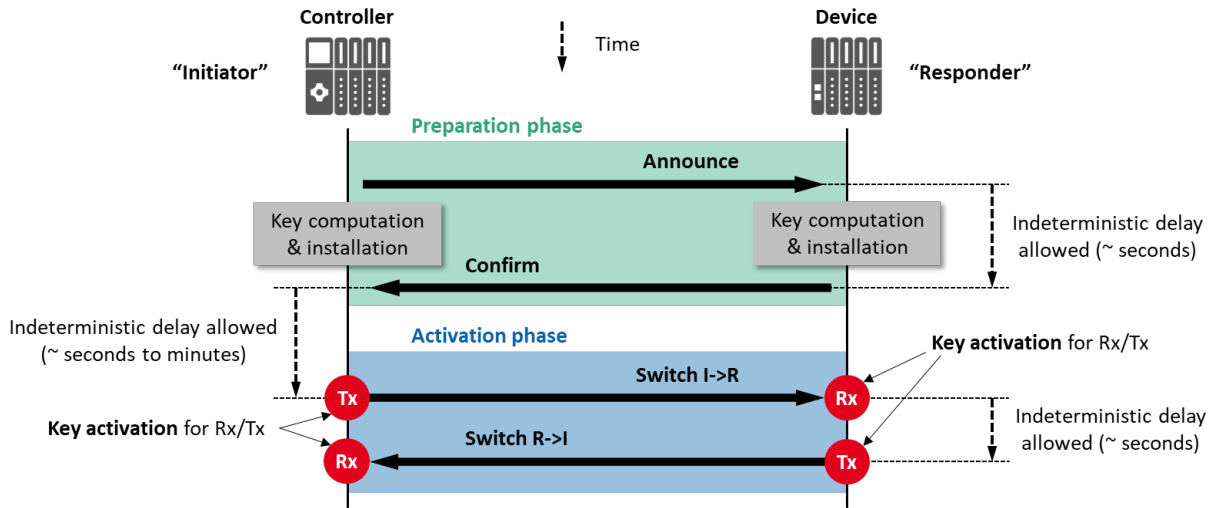 Controller
Device
Time
“Initiator”
“Responder”
Preparation phase
Announce
Key computation
& installation
Key computation
& installation
Indeterministic delay
allowed (~ seconds)
Confirm
Indeterministic delay allowed
(~ seconds to minutes)
Activation phase
Key activation for Rx/Tx
Switch I->R
Tx
Rx
Key activation for Rx/Tx
Indeterministic delay
allowed (~ seconds)
Switch R->I
Rx
Tx